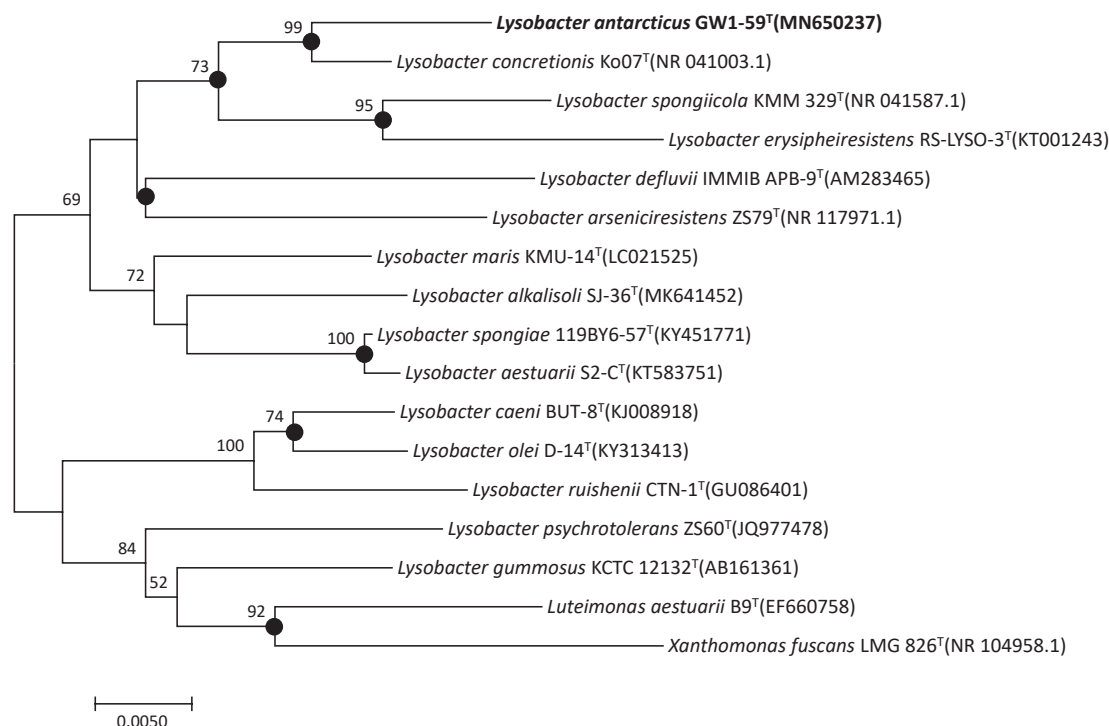 Lysobacter antarcticus GW1-59ᵀ(MN650237)
99
Lysobacter concretionis Ko07ᵀ(NR 041003.1)
73
Lysobacter spongiicola KMM 329ᵀ(NR 041587.1)
95
Lysobacter erysipheiresistens RS-LYSO-3ᵀ(KT001243)
Lysobacter defluvii IMMIB APB-9ᵀ(AM283465)
69
Lysobacter arseniciresistens ZS79ᵀ(NR 117971.1)
Lysobacter maris KMU-14ᵀ(LC021525)
72
Lysobacter alkalisoli SJ-36ᵀ(MK641452)
Lysobacter spongiae 119BY6-57ᵀ(KY451771)
100
Lysobacter aestuarii S2-Cᵀ(KT583751)
Lysobacter caeni BUT-8ᵀ(KJ008918)
74
Lysobacter olei D-14ᵀ(KY313413)
100
Lysobacter ruishenii CTN-1ᵀ(GU086401)
Lysobacter psychrotolerans ZS60ᵀ(JQ977478)
84
Lysobacter gummosus KCTC 12132ᵀ(AB161361)
52
Luteimonas aestuarii B9ᵀ(EF660758)
92
Xanthomonas fuscans LMG 826ᵀ(NR 104958.1)
0.0050